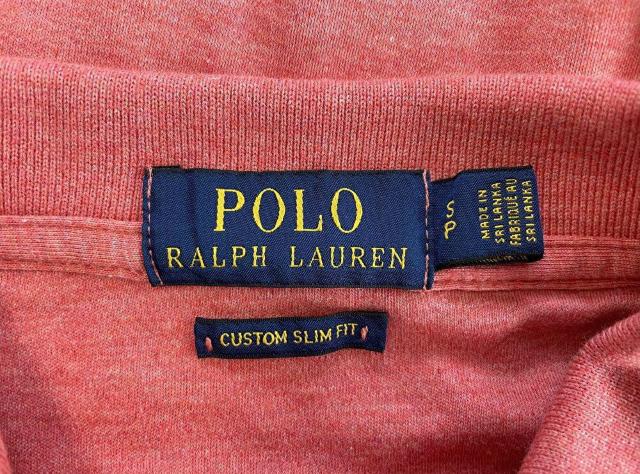 POLO
RALPH LAUREN
S
P
MADE IN
SRI LANKA
FABRIQUÉ AU
SRI LANKA
CUSTOM SLIM FIT